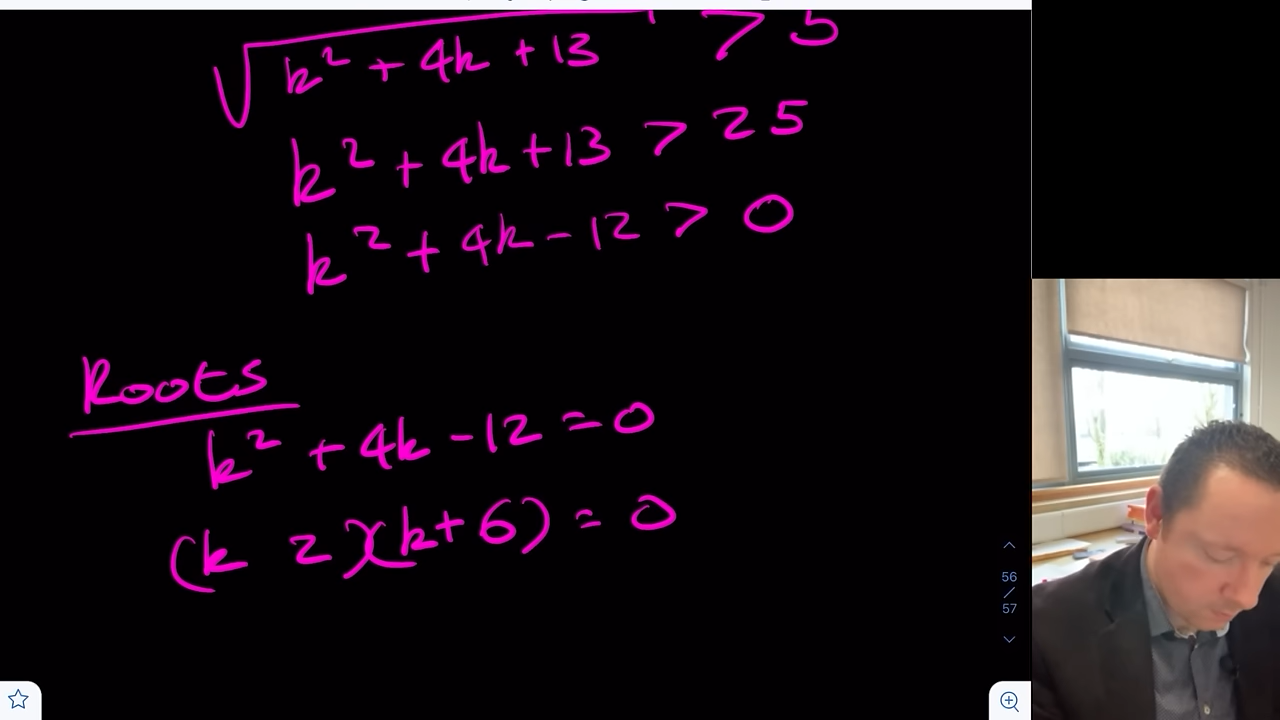 √(k² + 4k + 13) > 5
k² + 4k + 13 > 25
k² + 4k - 12 > 0
Roots
k² + 4k - 12 = 0
(k 2)(k + 6) = 0
56
/
57